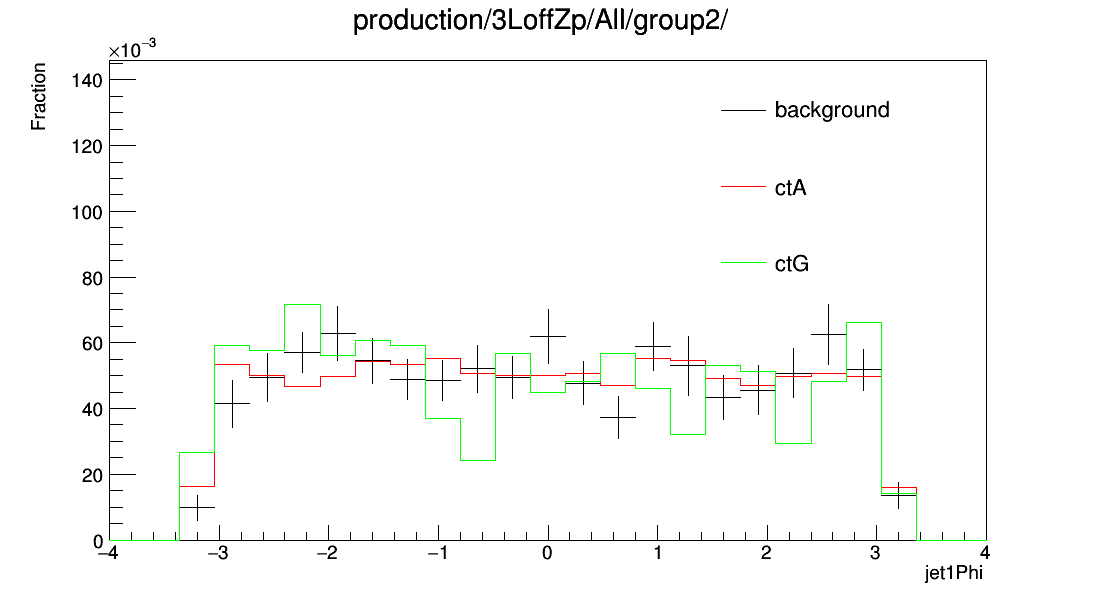 production/3LoffZp/All/group2/
×10⁻³
Fraction
140
120
100
80
60
40
20
0
background
ctA
ctG
−4 −3 −2 −1 0 1 2 3 4
jet1Phi